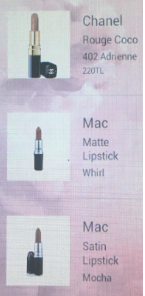 Chanel
Rouge Coco
402 Adrienne
220TL
Mac
Matte
Lipstick
Whirl
Mac
Satin
Lipstick
Mocha